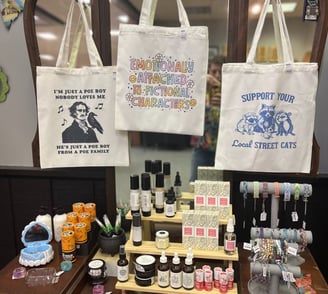 I'M JUST A POE BOY
NOBODY LOVES ME
HE'S JUST A POE BOY
FROM A POE FAMILY
EMOTIONALLY
ATTACHED
TO FICTIONAL
CHARACTERS
SUPPORT YOUR
Local Street Cats